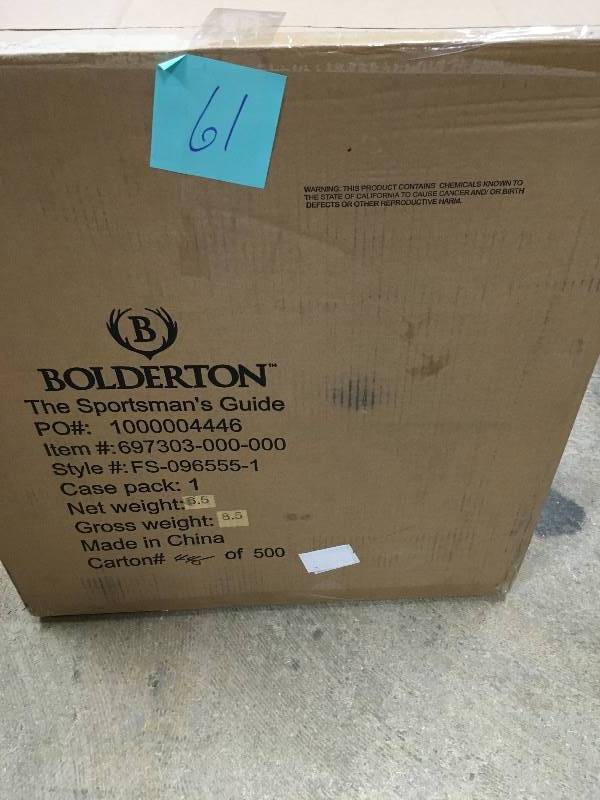 61
WARNING: THIS PRODUCT CONTAINS CHEMICALS KNOWN TO
THE STATE OF CALIFORNIA TO CAUSE CANCER AND/ OR BIRTH
DEFECTS OR OTHER REPRODUCTIVE HARM.
B
BOLDERTON™
The Sportsman's Guide
PO#: 1000004446
Item #:697303-000-000
Style #:FS-096555-1
Case pack: 1
Net weight: 6.5
Gross weight: 8.5
Made in China
Carton# of 500